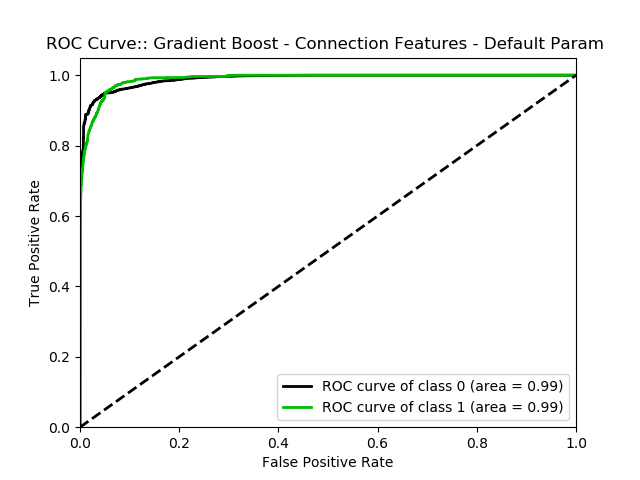 ROC Curve:: Gradient Boost - Connection Features - Default Param
1.0
0.8
0.6
0.4
0.2
0.0
True Positive Rate
ROC curve of class 0 (area = 0.99)
ROC curve of class 1 (area = 0.99)
0.0 0.2 0.4 0.6 0.8 1.0
False Positive Rate